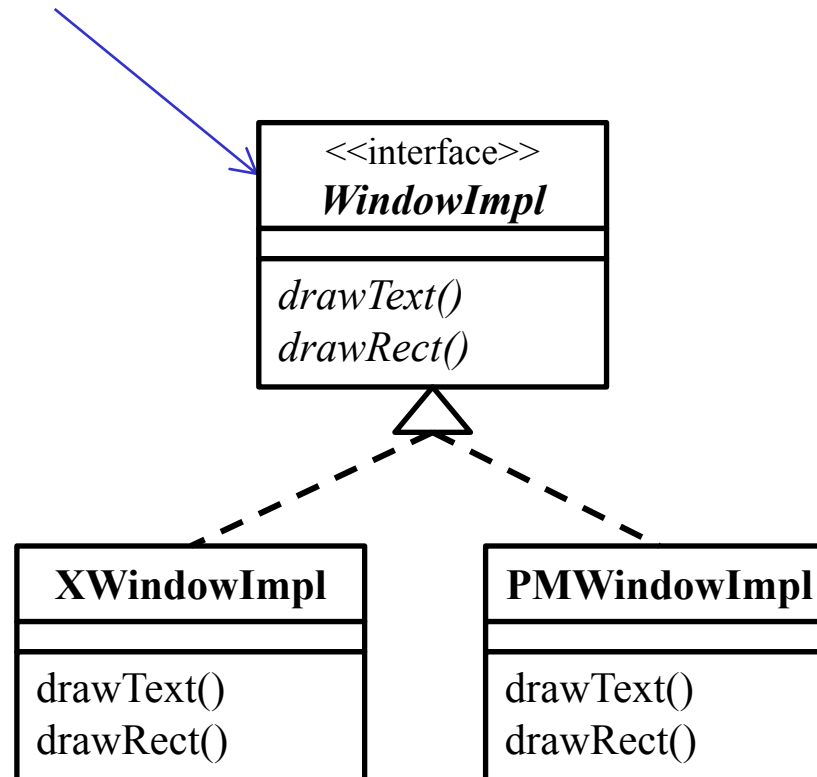 <<interface>>
WindowImpl
drawText()
drawRect()
XWindowImpl
drawText()
drawRect()
PMWindowImpl
drawText()
drawRect()